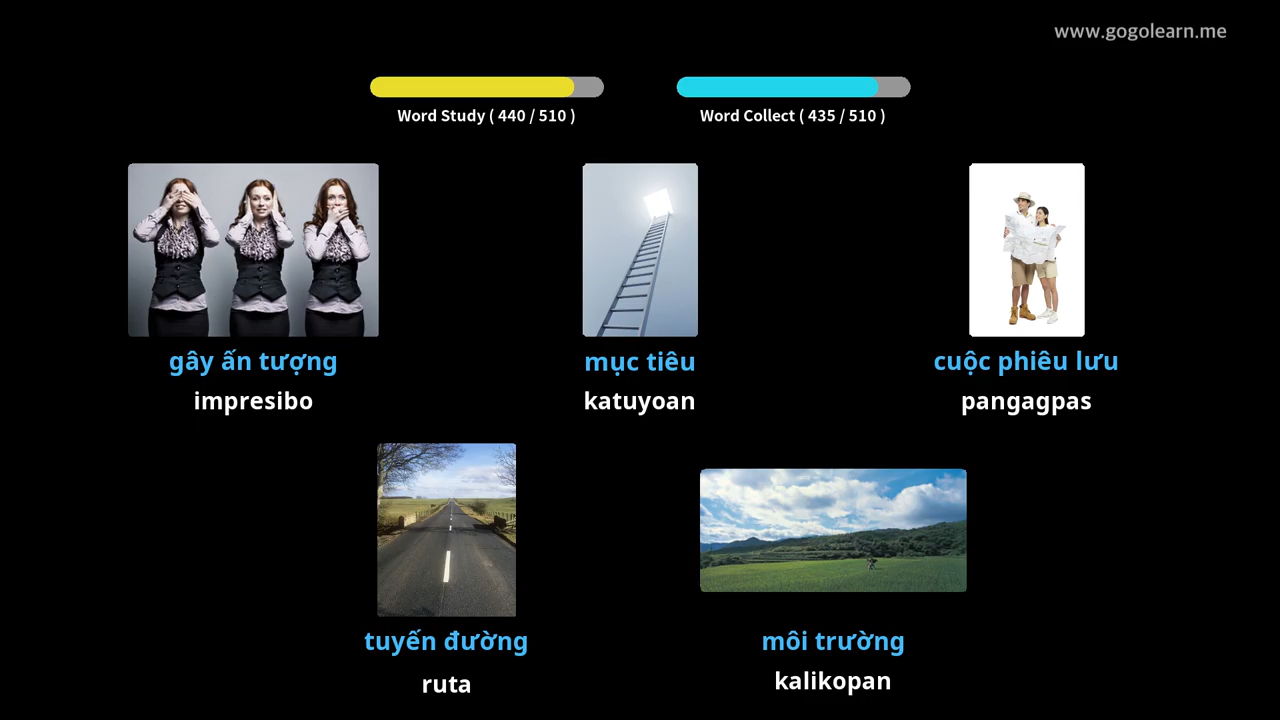 www.gogolearn.me
Word Study ( 440 / 510 )
Word Collect ( 435 / 510 )
gây ấn tượng
impresibo
mục tiêu
katuyoan
cuộc phiêu lưu
pangagpas
tuyến đường
ruta
môi trường
kalikopan